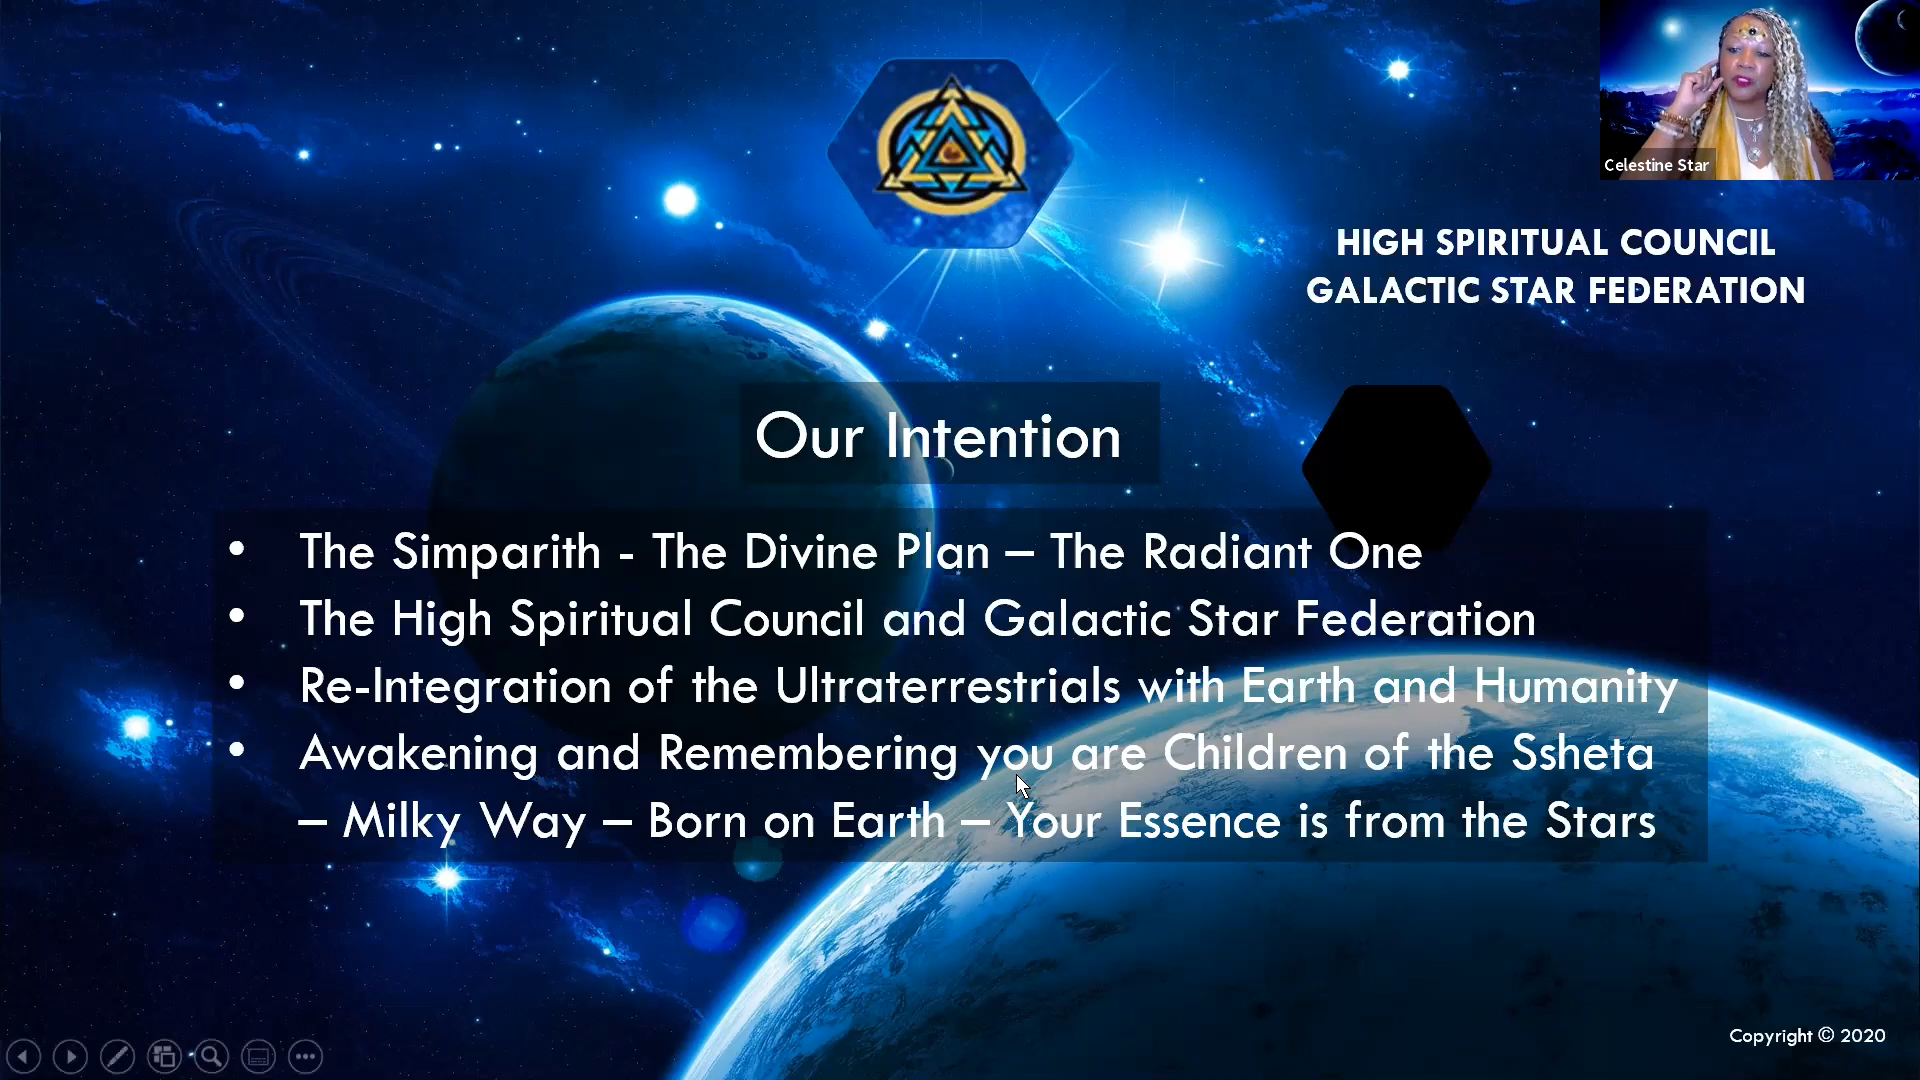 Celestine Star
HIGH SPIRITUAL COUNCIL
GALACTIC STAR FEDERATION
Our Intention
• The Simparith - The Divine Plan – The Radiant One
• The High Spiritual Council and Galactic Star Federation
• Re-Integration of the Ultraterrestrials with Earth and Humanity
• Awakening and Remembering you are Children of the Ssheta
– Milky Way – Born on Earth – Your Essence is from the Stars
Copyright © 2020